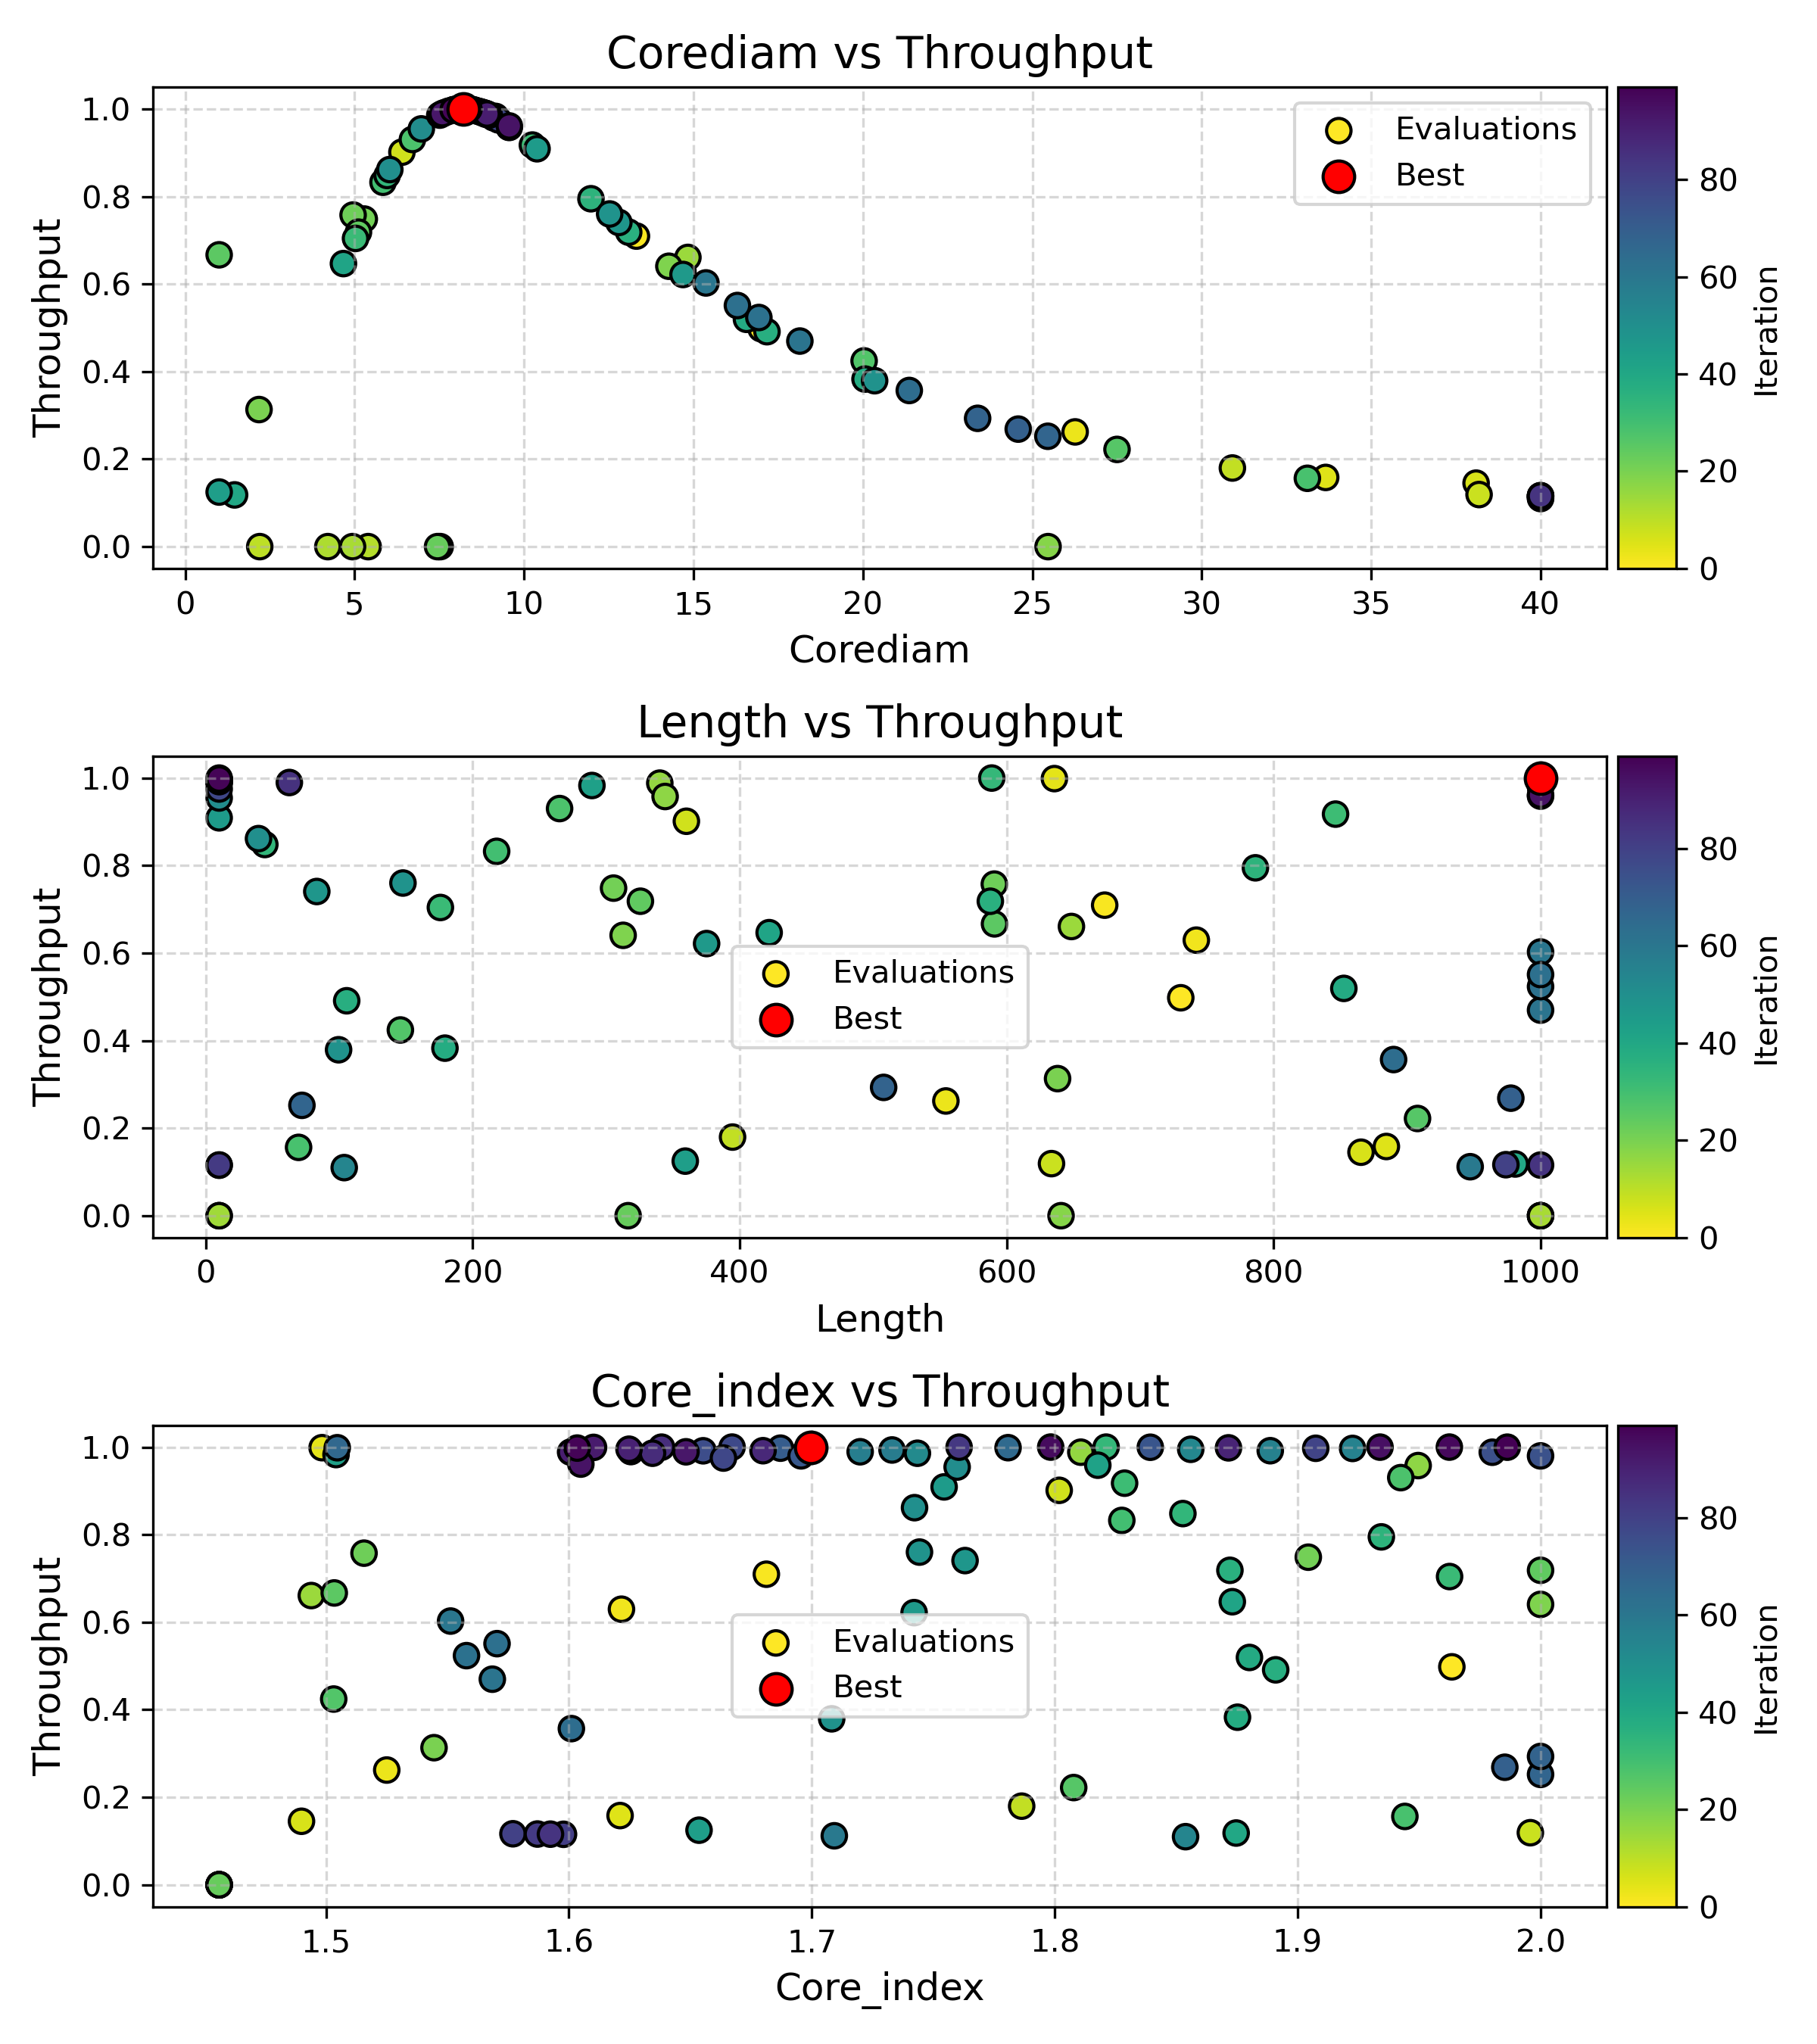 Corediam vs Throughput
Throughput
1.0
0.8
0.6
0.4
0.2
0.0
0 5 10 15 20 25 30 35 40
Corediam
Evaluations
Best
80
60
40
20
0
Iteration
Length vs Throughput
Throughput
1.0
0.8
0.6
0.4
0.2
0.0
0 200 400 600 800 1000
Length
Evaluations
Best
80
60
40
20
0
Iteration
Core_index vs Throughput
Throughput
1.0
0.8
0.6
0.4
0.2
0.0
1.5 1.6 1.7 1.8 1.9 2.0
Core_index
Evaluations
Best
80
60
40
20
0
Iteration